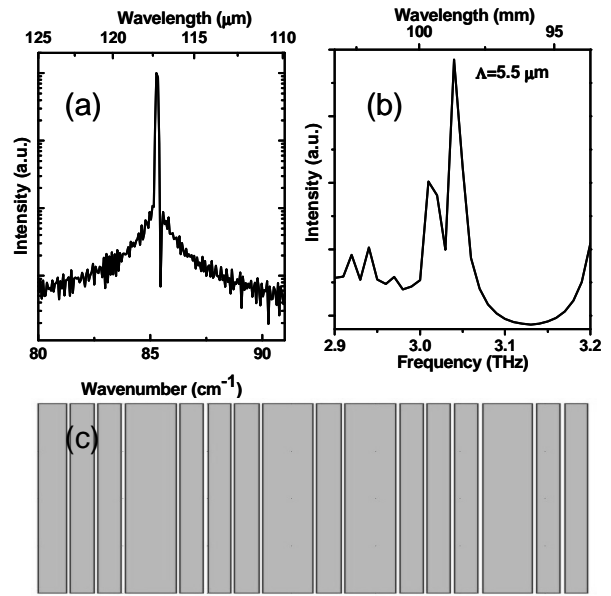 Wavelength (μm)
125 120 115 110
(a)
Intensity (a.u.)
80 85 90
Wavenumber (cm-1)
Wavelength (mm)
100 95
Λ=5.5 μm
(b)
Intensity (a.u.)
2.9 3.0 3.1 3.2
Frequency (THz)
(c)